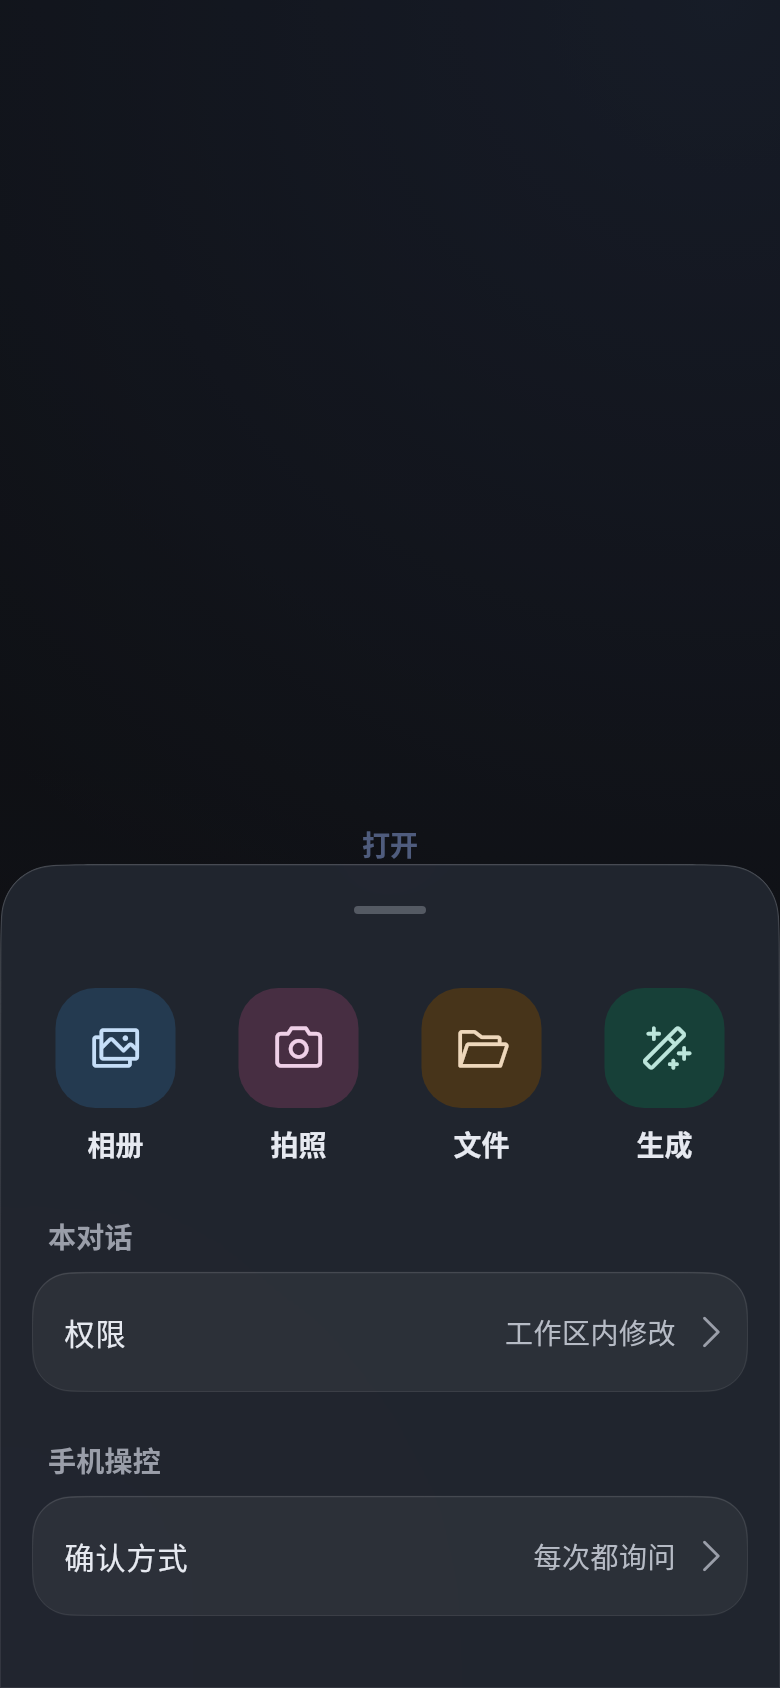 打开
相册 拍照 文件 生成
本对话
权限 工作区内修改
手机操控
确认方式 每次都询问